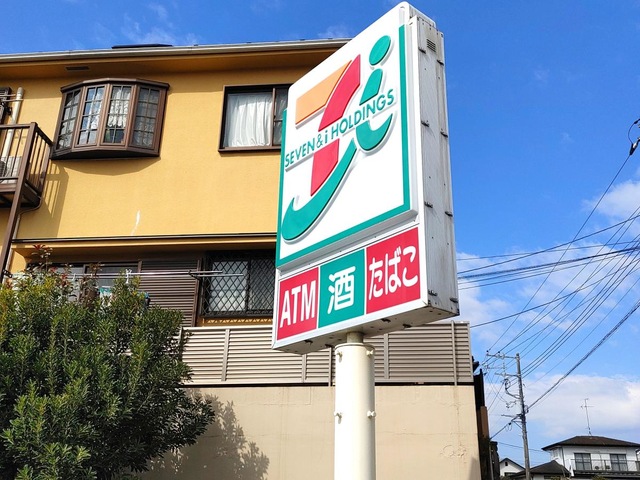 SEVEN & i HOLDINGS
ATM 酒 たばこ